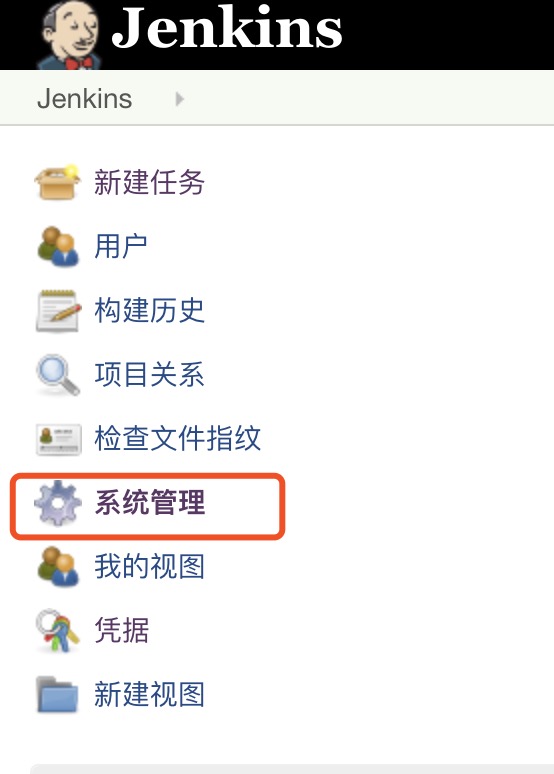 Jenkins
Jenkins
新建任务
用户
构建历史
项目关系
检查文件指纹
系统管理
我的视图
凭据
新建视图